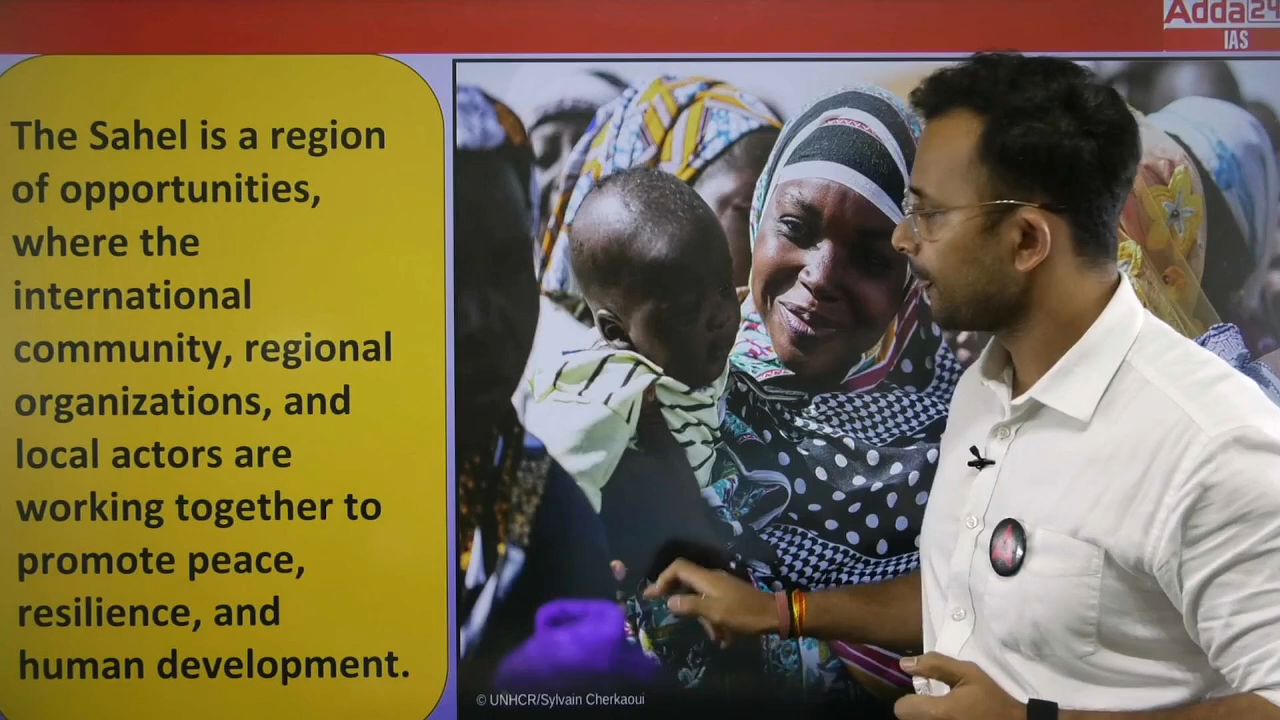 Adda24
IAS
The Sahel is a region
of opportunities,
where the
international
community, regional
organizations, and
local actors are
working together to
promote peace,
resilience, and
human development.
© UNHCR/Sylvain Cherkaoui